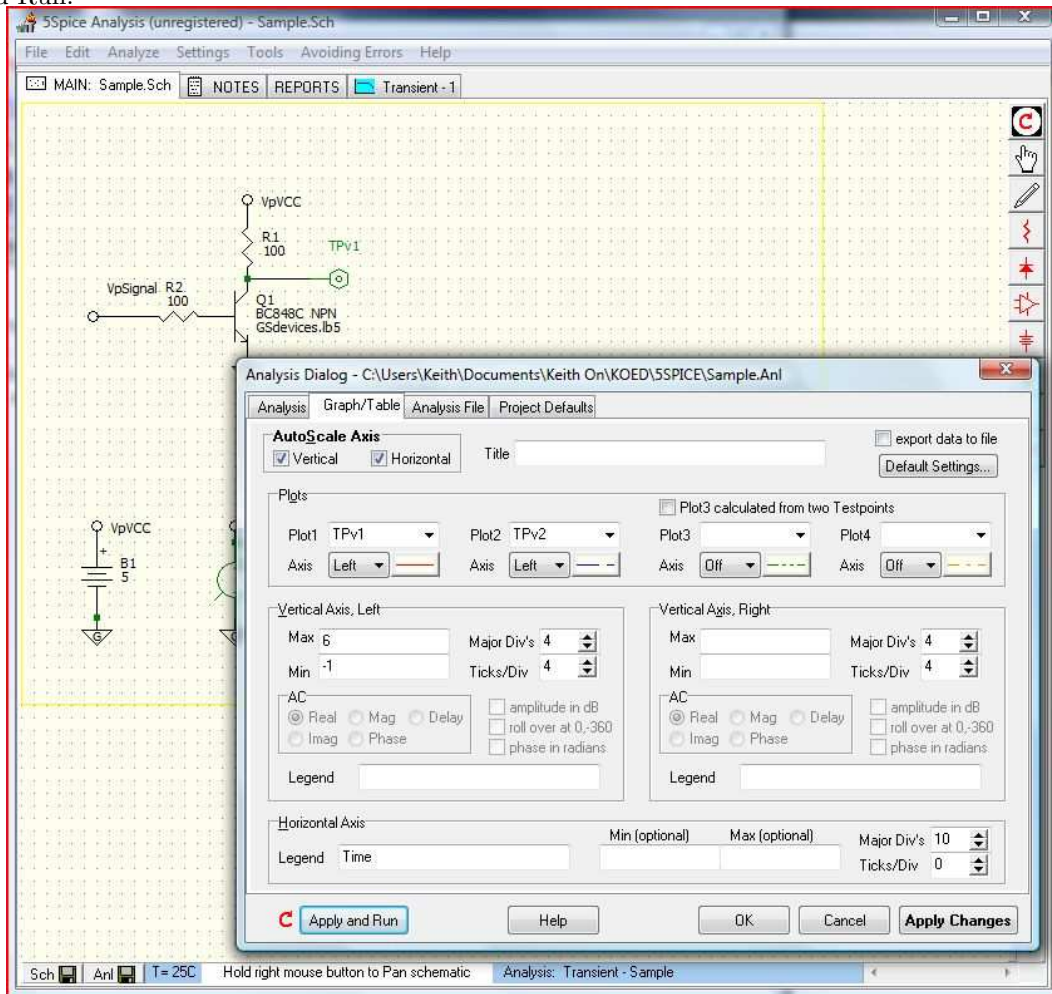 d Run.
5Spice Analysis (unregistered) - Sample.Sch
File Edit Analyze Settings Tools Avoiding Errors Help
MAIN: Sample.Sch NOTES REPORTS Transient - 1
VpVCC
R1
100
TPv1
VpSignal R2
100
Q1
BC848C NPN
GSdevices.lb5
VpVCC
+
B1
5
G
Analysis Dialog - C:\Users\Keith\Documents\Keith On\KOED\5SPICE\Sample.Anl
Analysis Graph/Table Analysis File Project Defaults
AutoScale Axis
Vertical Horizontal
Title
export data to file
Default Settings...
Plots
Plot3 calculated from two Testpoints
Plot1 TPv1 Plot2 TPv2 Plot3 Plot4
Axis Left Axis Left Axis Off Axis Off
Vertical Axis, Left
Max 6 Major Div's 4
Min -1 Ticks/Div 4
AC
Real Mag Delay
Imag Phase
amplitude in dB
roll over at 0,-360
phase in radians
Legend
Vertical Axis, Right
Max Major Div's 4
Min Ticks/Div 4
AC
Real Mag Delay
Imag Phase
amplitude in dB
roll over at 0,-360
phase in radians
Legend
Horizontal Axis
Min (optional) Max (optional) Major Div's 10
Legend Time Ticks/Div 0
C Apply and Run Help OK Cancel Apply Changes
Sch Anl T= 25C Hold right mouse button to Pan schematic Analysis: Transient - Sample